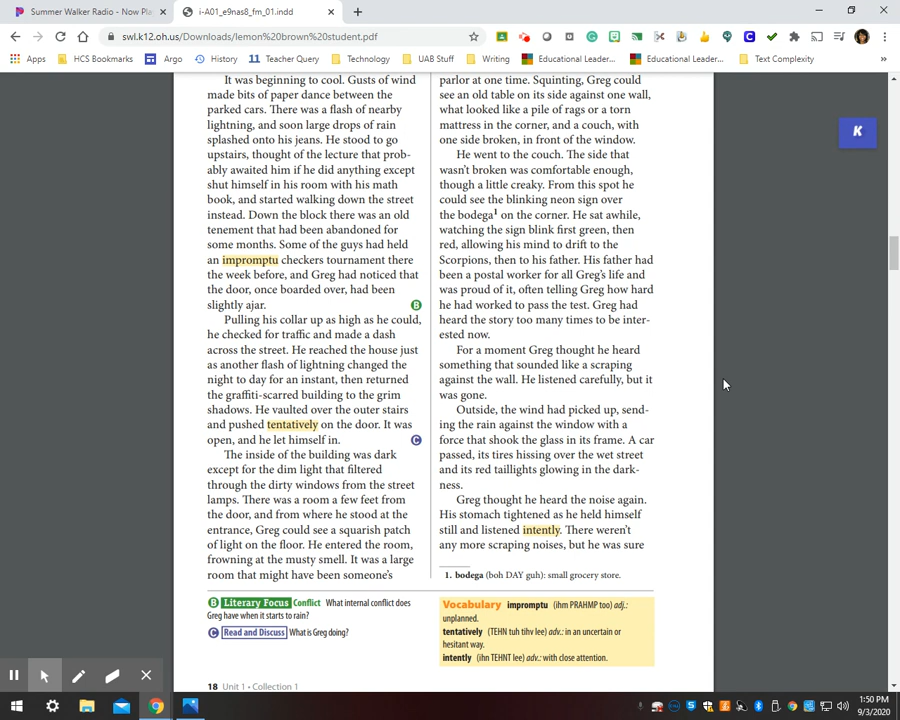 Summer Walker Radio - Now Pla
i-A01_e9nas8_fm_01.indd
swl.k12.oh.us/Downloads/lemon%20brown%20student.pdf
Apps
HCS Bookmarks
Argo
History
Teacher Query
Technology
UAB Stuff
Writing
Educational Leader...
Educational Leader...
Text Complexity
»
It was beginning to cool. Gusts of wind
made bits of paper dance between the
parked cars. There was a flash of nearby
lightning, and soon large drops of rain
splashed onto his jeans. He stood to go
upstairs, thought of the lecture that prob-
ably awaited him if he did anything except
shut himself in his room with his math
book, and started walking down the street
instead. Down the block there was an old
tenement that had been abandoned for
some months. Some of the guys had held
an impromptu checkers tournament there
the week before, and Greg had noticed that
the door, once boarded over, had been
slightly ajar. B
Pulling his collar up as high as he could,
he checked for traffic and made a dash
across the street. He reached the house just
as another flash of lightning changed the
night to day for an instant, then returned
the graffiti-scarred building to the grim
shadows. He vaulted over the outer stairs
and pushed tentatively on the door. It was
open, and he let himself in. C
The inside of the building was dark
except for the dim light that filtered
through the dirty windows from the street
lamps. There was a room a few feet from
the door, and from where he stood at the
entrance, Greg could see a squarish patch
of light on the floor. He entered the room,
frowning at the musty smell. It was a large
room that might have been someone's
parlor at one time. Squinting, Greg could
see an old table on its side against one wall,
what looked like a pile of rags or a torn
mattress in the corner, and a couch, with
one side broken, in front of the window.
He went to the couch. The side that
wasn't broken was comfortable enough,
though a little creaky. From this spot he
could see the blinking neon sign over
the bodega1 on the corner. He sat awhile,
watching the sign blink first green, then
red, allowing his mind to drift to the
Scorpions, then to his father. His father had
been a postal worker for all Greg's life and
was proud of it, often telling Greg how hard
he had worked to pass the test. Greg had
heard the story too many times to be inter-
ested now.
For a moment Greg thought he heard
something that sounded like a scraping
against the wall. He listened carefully, but it
was gone.
Outside, the wind had picked up, send-
ing the rain against the window with a
force that shook the glass in its frame. A car
passed, its tires hissing over the wet street
and its red taillights glowing in the dark-
ness.
Greg thought he heard the noise again.
His stomach tightened as he held himself
still and listened intently. There weren't
any more scraping noises, but he was sure
1. bodega (boh DAY guh): small grocery store.
B Literary Focus Conflict What internal conflict does
Greg have when it starts to rain?
C Read and Discuss What is Greg doing?
Vocabulary impromptu (ihm PRAHMP too) adj.:
unplanned.
tentatively (TEHN tuh tihv lee) adv.: in an uncertain or
hesitant way.
intently (ihn TEHNT lee) adv.: with close attention.
18 Unit 1 • Collection 1
K
1:50 PM
9/3/2020